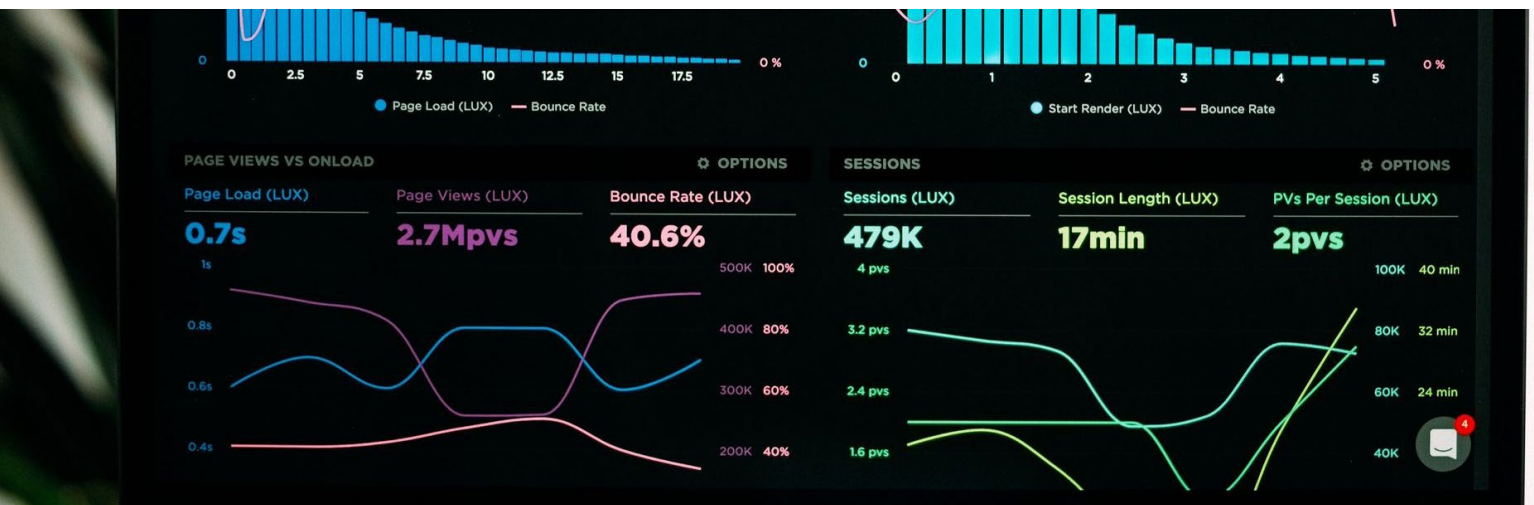 0
0 2.5 5 7.5 10 12.5 15 17.5
0 %
Page Load (LUX) Bounce Rate
0
0 1 2 3 4 5
0 %
Start Render (LUX) Bounce Rate
PAGE VIEWS VS ONLOAD
OPTIONS
Page Load (LUX) Page Views (LUX) Bounce Rate (LUX)
0.7s 2.7Mpvs 40.6%
1s 500K 100%
0.8s 400K 80%
0.6s 300K 60%
0.4s 200K 40%
SESSIONS
OPTIONS
Sessions (LUX) Session Length (LUX) PVs Per Session (LUX)
479K 17min 2pvs
4 pvs 100K 40 min
3.2 pvs 80K 32 min
2.4 pvs 60K 24 min
1.6 pvs 40K
4